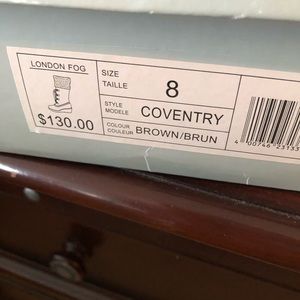 LONDON FOG
$130.00
SIZE
TAILLE
8
STYLE
MODELE
COVENTRY
COLOUR
COULEUR
BROWN/BRUN